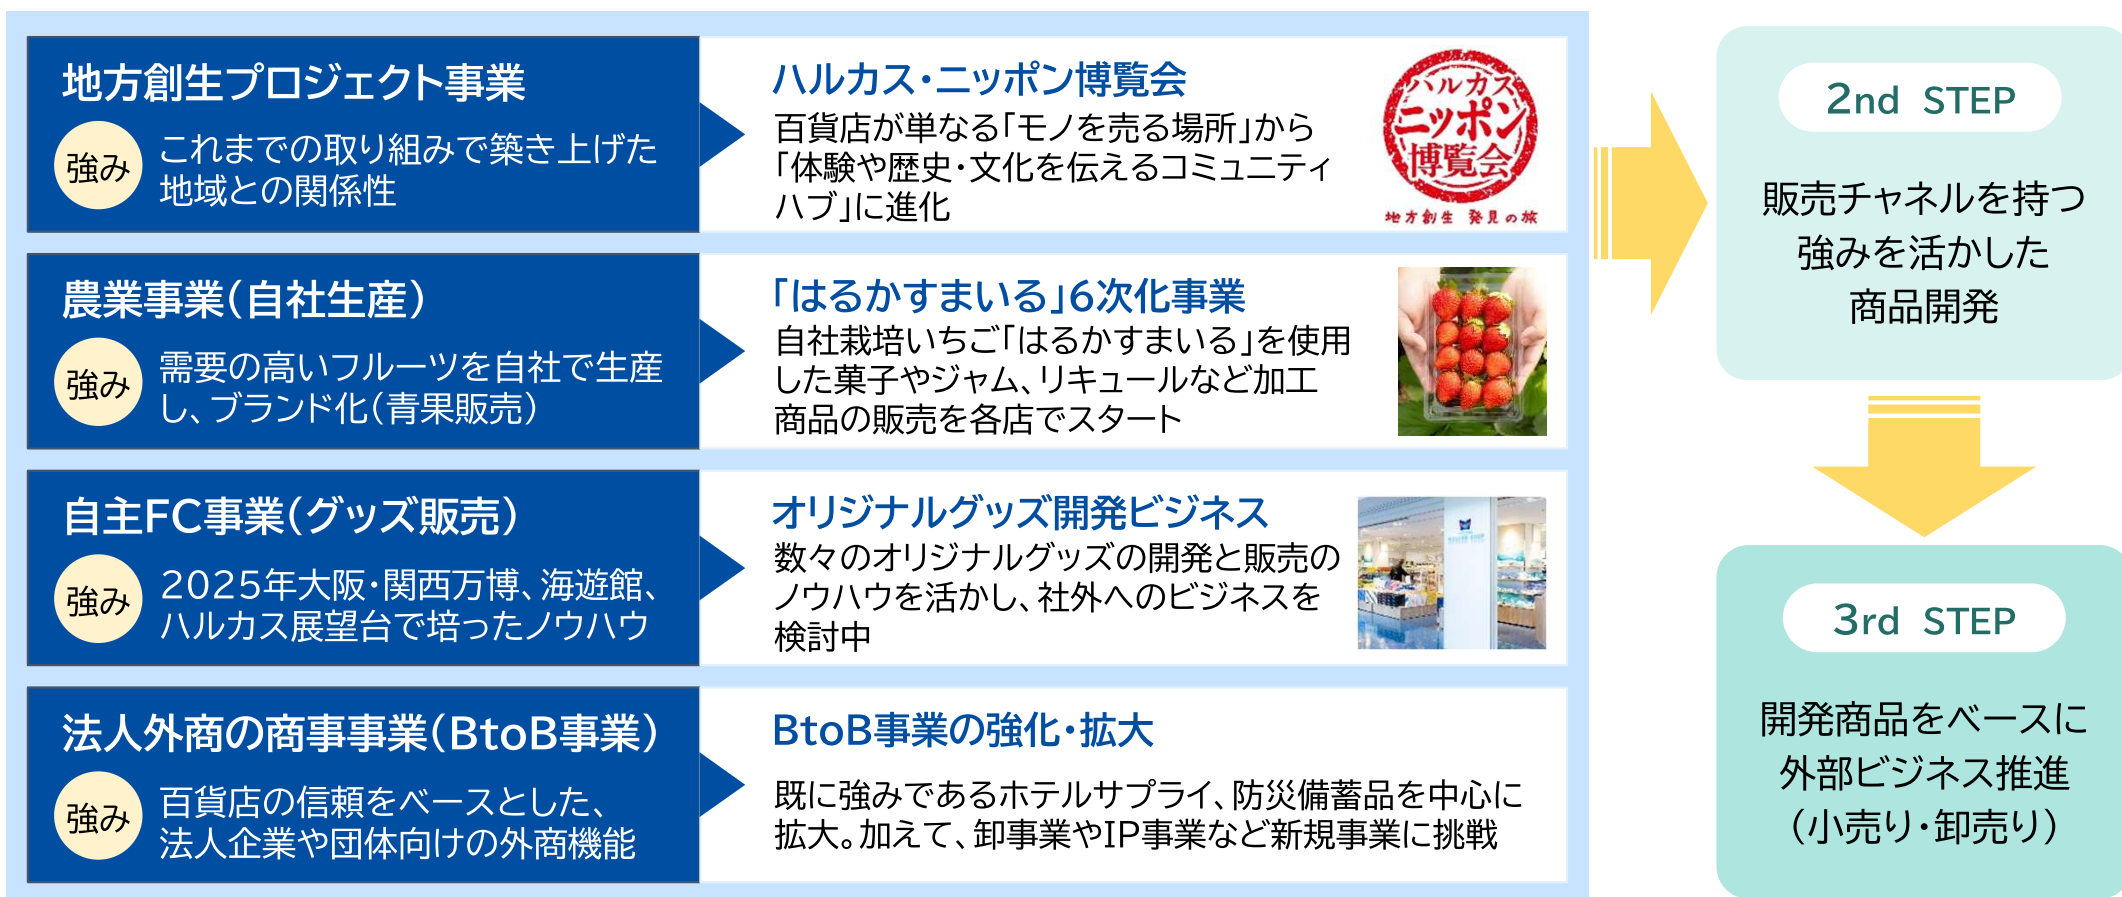 地方創生プロジェクト事業
強み
これまでの取り組みで築き上げた
地域との関係性
ハルカス・ニッポン博覧会
百貨店が単なる「モノを売る場所」から
「体験や歴史・文化を伝えるコミュニティ
ハブ」に進化
ハルカス
ニッポン
博覧会
地方創生 発見の旅
農業事業(自社生産)
強み
需要の高いフルーツを自社で生産
し、ブランド化(青果販売)
「はるかすまいる」6次化事業
自社栽培いちご「はるかすまいる」を使用
した菓子やジャム、リキュールなど加工
商品の販売を各店でスタート
自主FC事業(グッズ販売)
強み
2025年大阪・関西万博、海遊館、
ハルカス展望台で培ったノウハウ
オリジナルグッズ開発ビジネス
数々のオリジナルグッズの開発と販売の
ノウハウを活かし、社外へのビジネスを
検討中
法人外商の商事事業(BtoB事業)
強み
百貨店の信頼をベースとした、
法人企業や団体向けの外商機能
BtoB事業の強化・拡大
既に強みであるホテルサプライ、防災備蓄品を中心に
拡大。加えて、卸事業やIP事業など新規事業に挑戦
2nd STEP
販売チャネルを持つ
強みを活かした
商品開発
3rd STEP
開発商品をベースに
外部ビジネス推進
(小売り・卸売り)